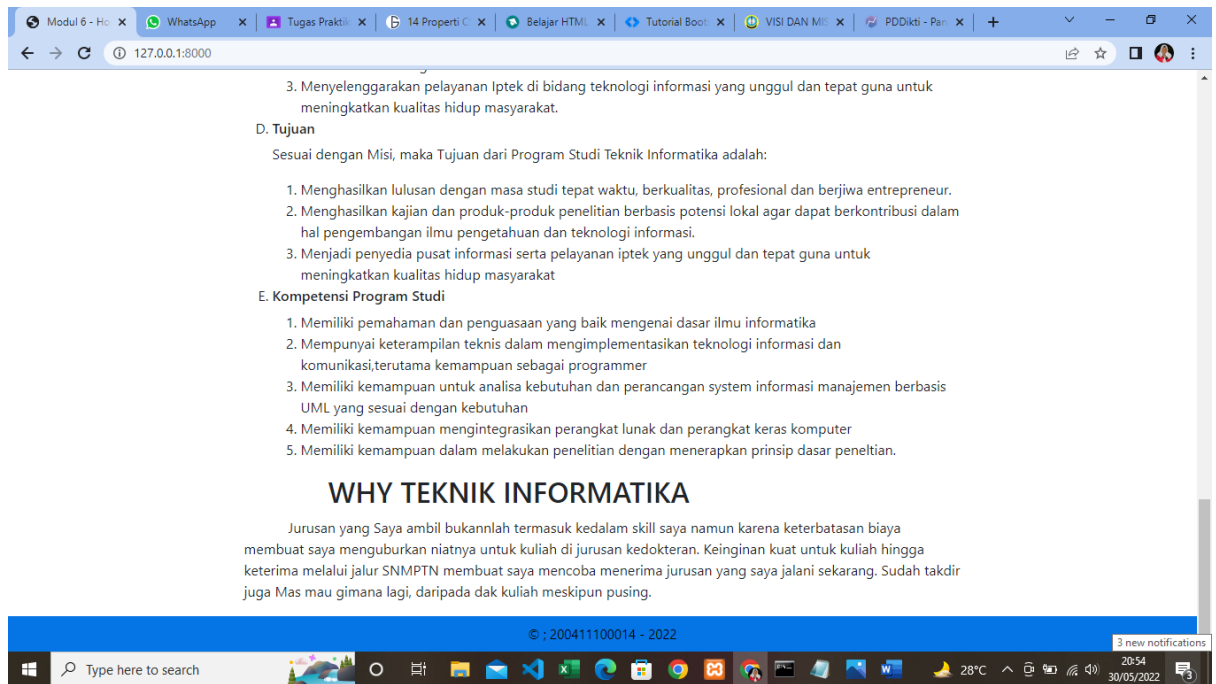 Modul 6 - Ho
WhatsApp
Tugas Praktik
14 Properti C
Belajar HTML
Tutorial Boots
VISI DAN MIS
PDDikti - Pan
127.0.0.1:8000
3. Menyelenggarakan pelayanan Iptek di bidang teknologi informasi yang unggul dan tepat guna untuk
meningkatkan kualitas hidup masyarakat.
D. Tujuan
Sesuai dengan Misi, maka Tujuan dari Program Studi Teknik Informatika adalah:
1. Menghasilkan lulusan dengan masa studi tepat waktu, berkualitas, profesional dan berjiwa entrepreneur.
2. Menghasilkan kajian dan produk-produk penelitian berbasis potensi lokal agar dapat berkontribusi dalam
hal pengembangan ilmu pengetahuan dan teknologi informasi.
3. Menjadi penyedia pusat informasi serta pelayanan iptek yang unggul dan tepat guna untuk
meningkatkan kualitas hidup masyarakat
E. Kompetensi Program Studi
1. Memiliki pemahaman dan penguasaan yang baik mengenai dasar ilmu informatika
2. Mempunyai keterampilan teknis dalam mengimplementasikan teknologi informasi dan
komunikasi,terutama kemampuan sebagai programmer
3. Memiliki kemampuan untuk analisa kebutuhan dan perancangan system informasi manajemen berbasis
UML yang sesuai dengan kebutuhan
4. Memiliki kemampuan mengintegrasikan perangkat lunak dan perangkat keras komputer
5. Memiliki kemampuan dalam melakukan penelitian dengan menerapkan prinsip dasar peneltian.
WHY TEKNIK INFORMATIKA
Jurusan yang Saya ambil bukannlah termasuk kedalam skill saya namun karena keterbatasan biaya
membuat saya menguburkan niatnya untuk kuliah di jurusan kedokteran. Keinginan kuat untuk kuliah hingga
keterima melalui jalur SNMPTN membuat saya mencoba menerima jurusan yang saya jalani sekarang. Sudah takdir
juga Mas mau gimana lagi, daripada dak kuliah meskipun pusing.
© ; 200411100014 - 2022
3 new notifications
Type here to search
28°C
20:54
30/05/2022
3